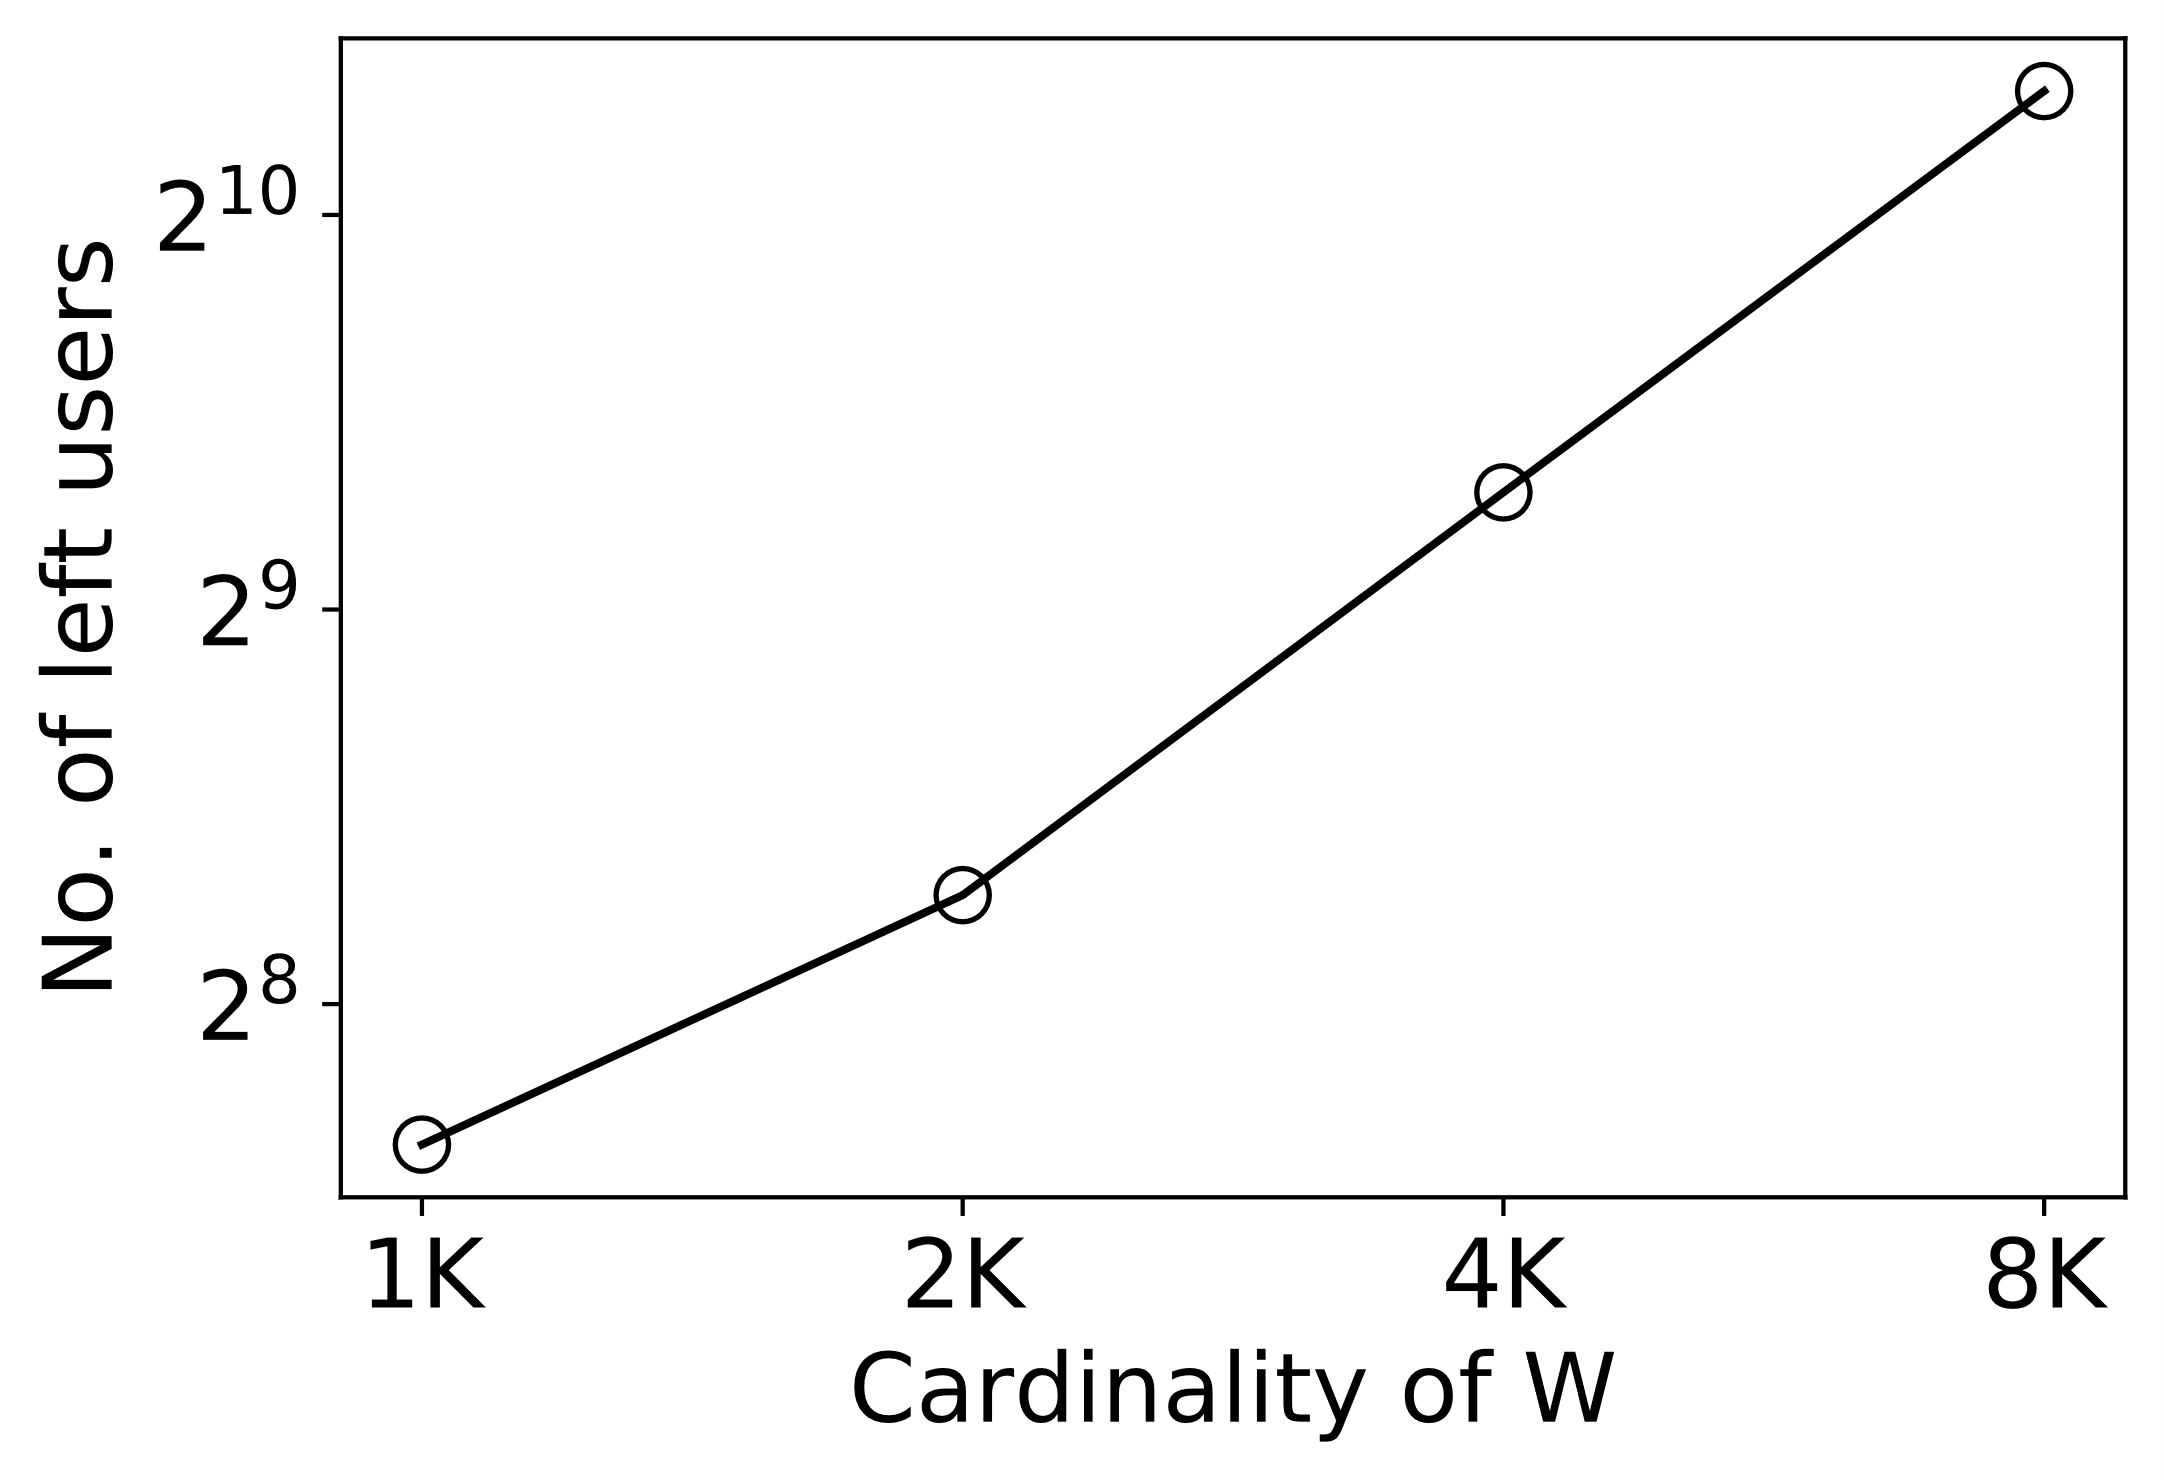 No. of left users
2^10
2^9
2^8
1K 2K 4K 8K
Cardinality of W